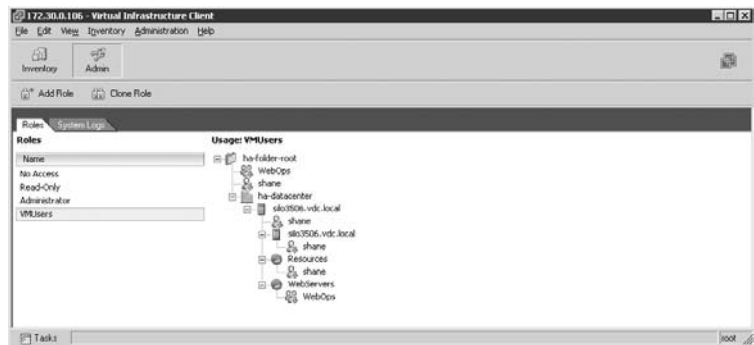 172.30.0.106 - Virtual Infrastructure Client
File Edit View Inventory Administration Help
Inventory Admin
Add Role Clone Role
Roles System Logs
Roles
Name
No Access
Read-Only
Administrator
VMUsers
Usage: VMUsers
ha-folder-root
WebOps
shane
ha-datacenter
silo3506.vdc.local
shane
silo3506.vdc.local
shane
Resources
shane
WebServers
WebOps
Tasks
root